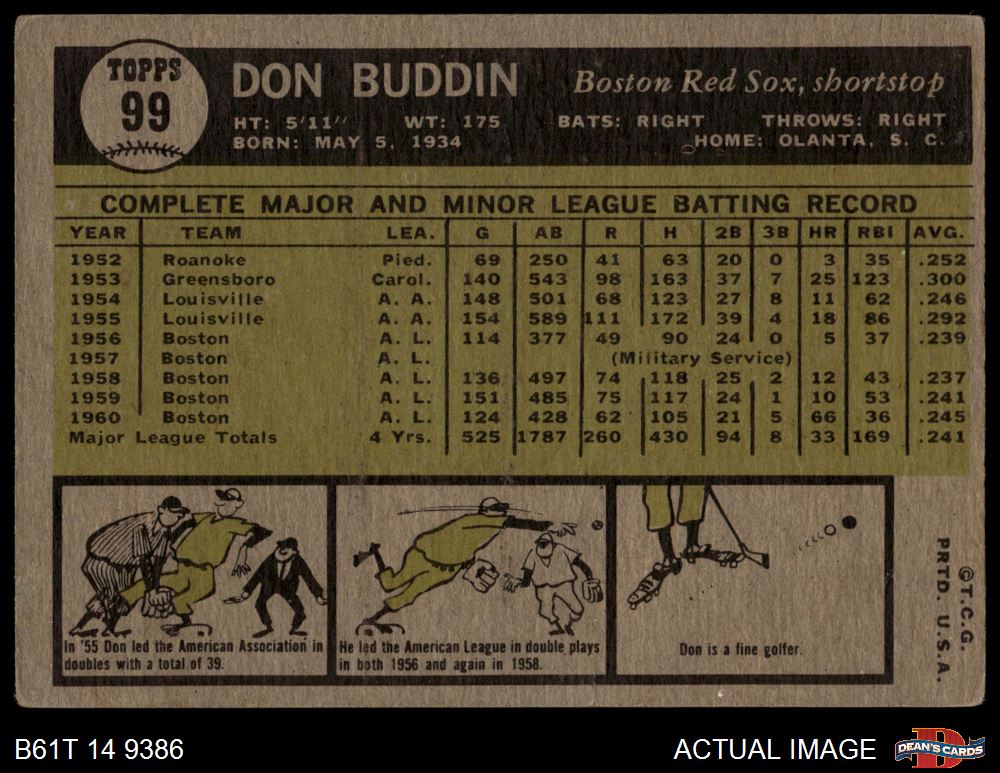 TOPPS
99
DON BUDDIN
Boston Red Sox, shortstop
HT: 5'11" WT: 175 BATS: RIGHT THROWS: RIGHT
BORN: MAY 5, 1934 HOME: OLANTA, S. C.
COMPLETE MAJOR AND MINOR LEAGUE BATTING RECORD
YEAR TEAM LEA. G AB R H 2B 3B HR RBI AVG.
1952 Roanoke Pied. 69 250 41 63 20 0 3 35 .252
1953 Greensboro Carol. 140 543 98 163 37 7 25 123 .300
1954 Louisville A. A. 148 501 68 123 27 8 11 62 .246
1955 Louisville A. A. 154 589 111 172 39 4 18 86 .292
1956 Boston A. L. 114 377 49 90 24 0 5 37 .239
1957 Boston A. L. (Military Service)
1958 Boston A. L. 136 497 74 118 25 2 12 43 .237
1959 Boston A. L. 151 485 75 117 24 1 10 53 .241
1960 Boston A. L. 124 428 62 105 21 5 66 36 .245
Major League Totals 4 Yrs. 525 1787 260 430 94 8 33 169 .241
In '55 Don led the American Association in
doubles with a total of 39.
He led the American League in double plays
in both 1956 and again in 1958.
Don is a fine golfer.
©T.C.G.
PRTD. U.S.A.
B61T 14 9386
ACTUAL IMAGE
D
DEAN'S CARDS